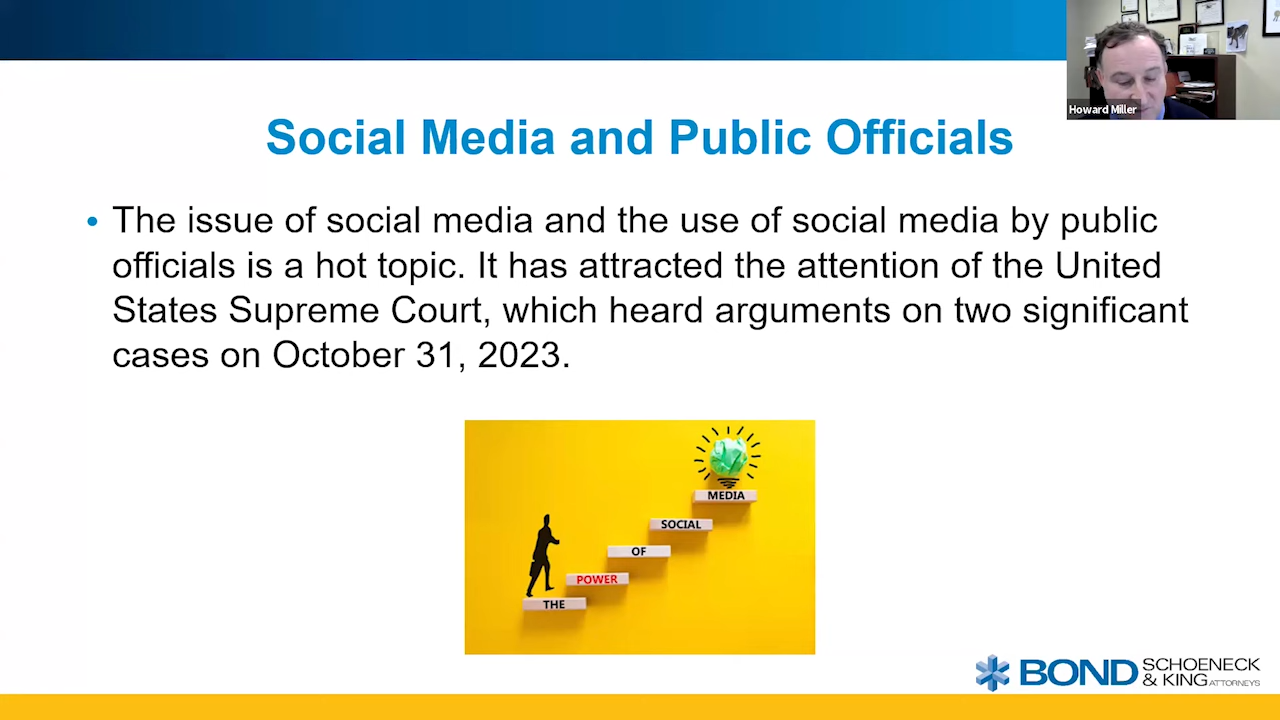 Howard Miller
Social Media and Public Officials
• The issue of social media and the use of social media by public
officials is a hot topic. It has attracted the attention of the United
States Supreme Court, which heard arguments on two significant
cases on October 31, 2023.
MEDIA
SOCIAL
OF
POWER
THE
BOND SCHOENECK
& KING ATTORNEYS